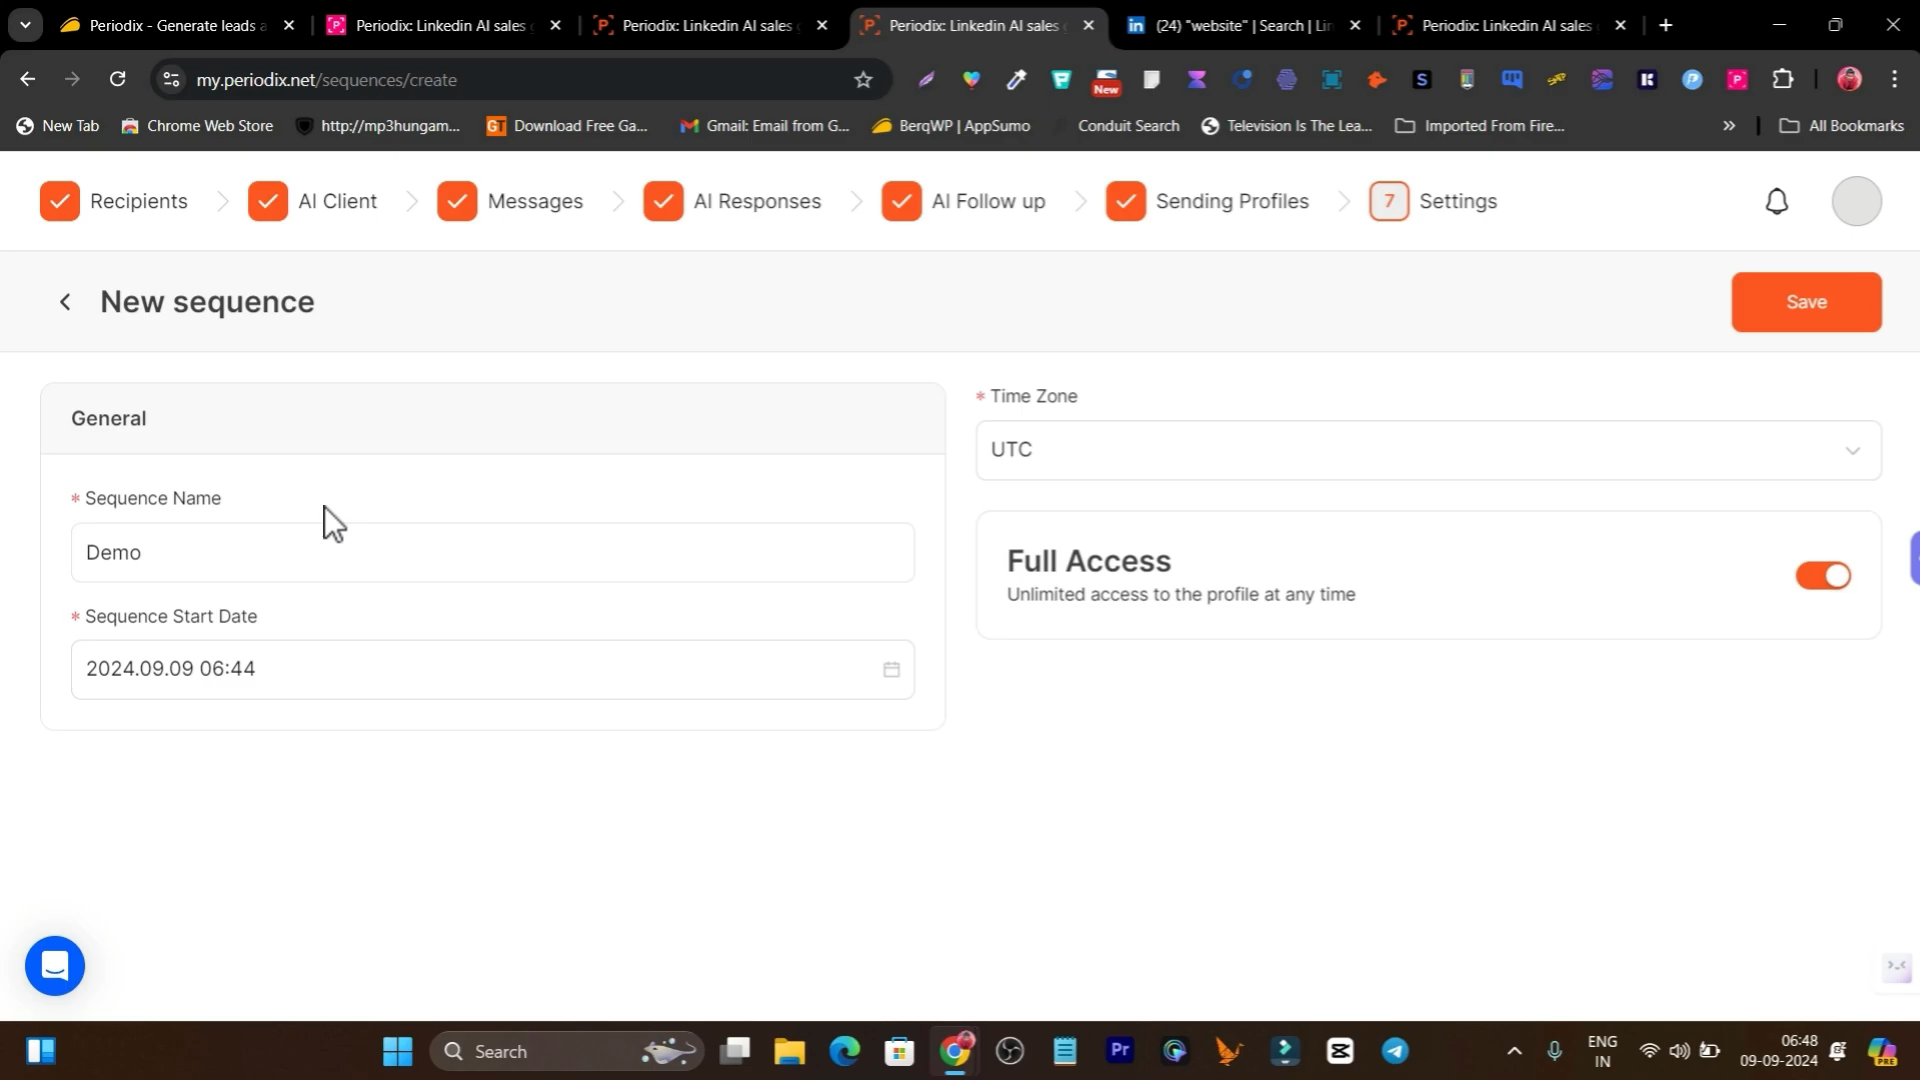 Periodix - Generate leads a
Periodix: Linkedin AI sales g
Periodix: Linkedin AI sales g
Periodix: Linkedin AI sales g
(24) "website" | Search | Lin
Periodix: Linkedin AI sales
my.periodix.net/sequences/create
New
New Tab
Chrome Web Store
http://mp3hungam...
Download Free Ga...
Gmail: Email from G...
BerqWP | AppSumo
Conduit Search
Television Is The Lea...
Imported From Fire...
All Bookmarks
Recipients
AI Client
Messages
AI Responses
AI Follow up
Sending Profiles
7 Settings
New sequence
Save
General
* Sequence Name
Demo
* Sequence Start Date
2024.09.09 06:44
* Time Zone
UTC
Full Access
Unlimited access to the profile at any time
Search
ENG
IN
06:48
09-09-2024